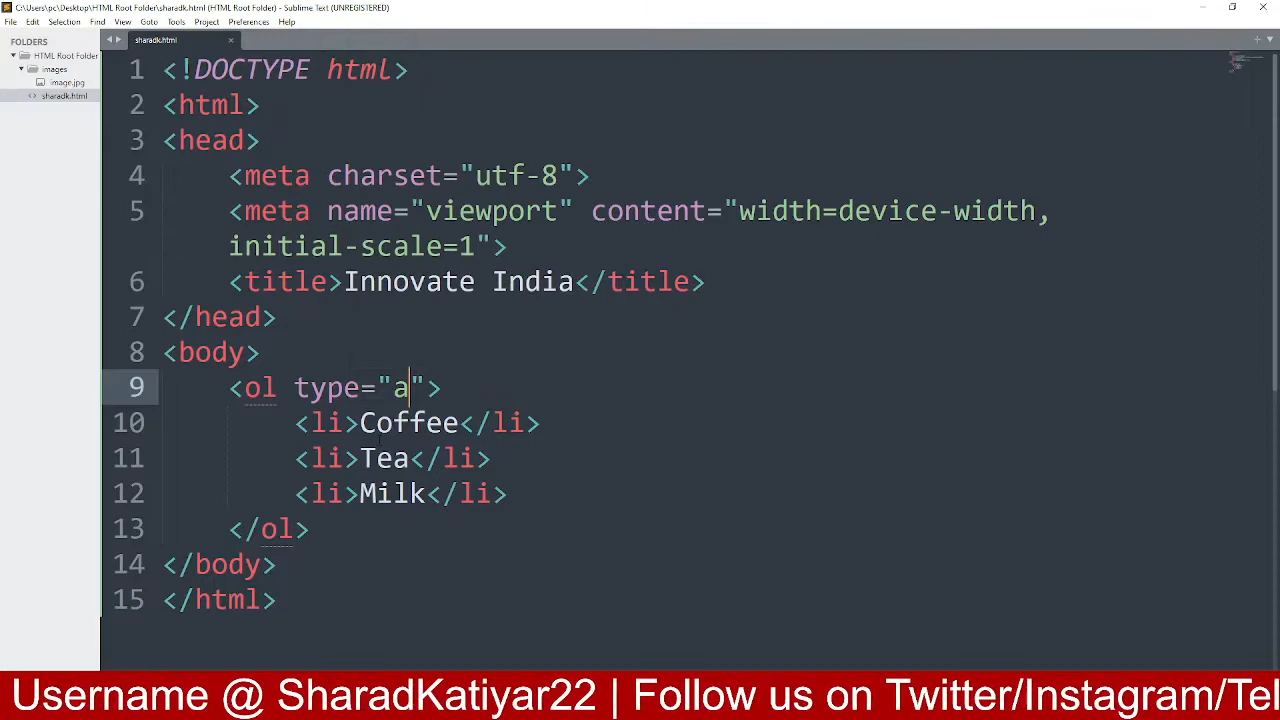 C:\Users\pc\Desktop\HTML Root Folder\sharadk.html (HTML Root Folder) - Sublime Text (UNREGISTERED)
File Edit Selection Find View Goto Tools Project Preferences Help
FOLDERS
HTML Root Folder
images
image.jpg
sharadk.html
sharadk.html
1 <!DOCTYPE html>
2 <html>
3 <head>
4 <meta charset="utf-8">
5 <meta name="viewport" content="width=device-width,
initial-scale=1">
6 <title>Innovate India</title>
7 </head>
8 <body>
9 <ol type="a">
10 <li>Coffee</li>
11 <li>Tea</li>
12 <li>Milk</li>
13 </ol>
14 </body>
15 </html>
Username @ SharadKatiyar22 | Follow us on Twitter/Instagram/Tel